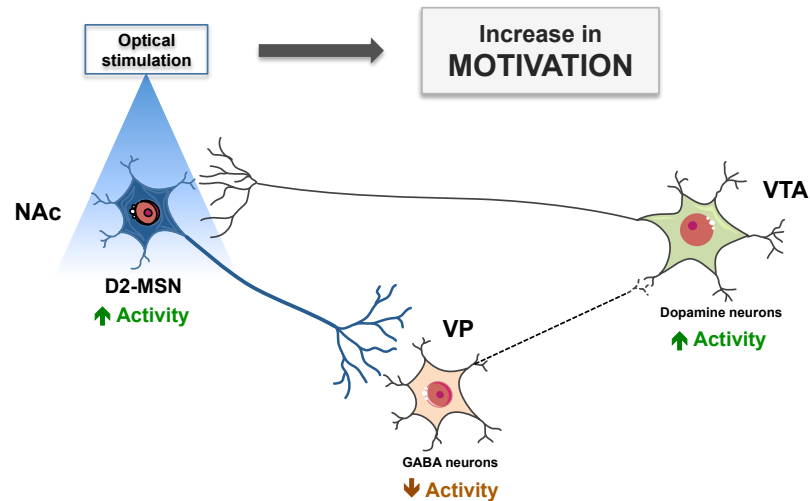 Optical
stimulation
Increase in
MOTIVATION
NAc
VTA
D2-MSN
Activity
VP
Dopamine neurons
Activity
GABA neurons
Activity